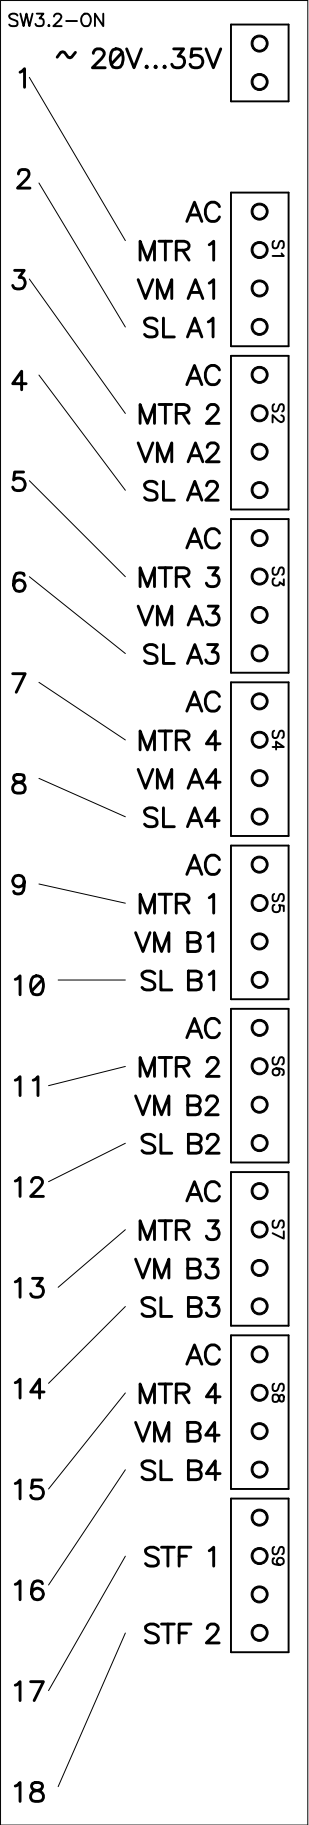 SW3.2-ON
~ 20V...35V
1
2
AC
MTR 1
S1
3
VM A1
SL A1
4
AC
MTR 2
S2
VM A2
5
SL A2
AC
6
MTR 3
S3
VM A3
SL A3
7
AC
MTR 4
S4
8
VM A4
SL A4
AC
9
MTR 1
S5
VM B1
10
SL B1
AC
MTR 2
S6
11
VM B2
SL B2
12
AC
MTR 3
S7
VM B3
13
SL B3
AC
14
MTR 4
S8
VM B4
SL B4
15
STF 1
S9
16
STF 2
17
18